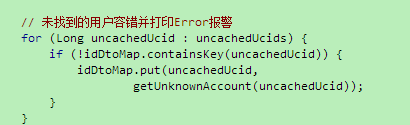 // 未找到的用户容错并打印Error报警
for (Long uncachedUcid : uncachedUcids) {
    if (!idDtoMap.containsKey(uncachedUcid)) {
        idDtoMap.put(uncachedUcid,
                getUnknownAccount(uncachedUcid));
    }
}